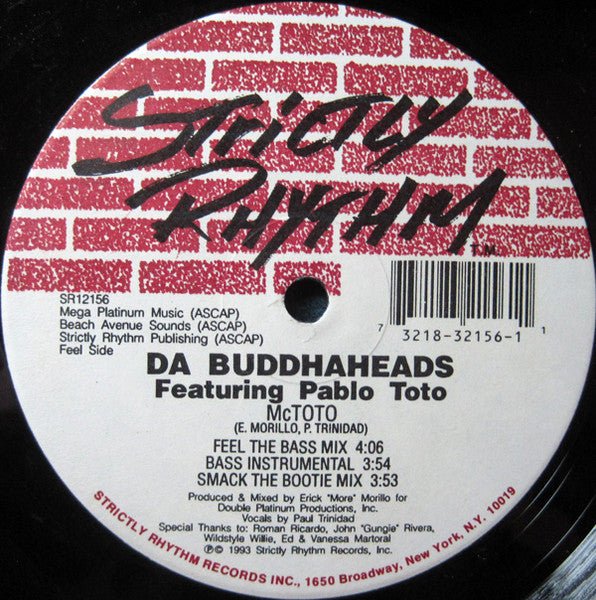 STRICTLY
RHYTHM
T.M.
SR12156
Mega Platinum Music (ASCAP)
Beach Avenue Sounds (ASCAP)
Strictly Rhythm Publishing (ASCAP)
Feel Side
7 3218-32156-1 1
DA BUDDHAHEADS
Featuring Pablo Toto
McTOTO
(E. MORILLO, P. TRINIDAD)
FEEL THE BASS MIX 4:06
BASS INSTRUMENTAL 3:54
SMACK THE BOOTIE MIX 3:53
Produced & Mixed by Erick "More" Morillo for
Double Platinum Productions, Inc.
Vocals by Paul Trinidad
Special Thanks to: Roman Ricardo, John "Gungie" Rivera,
Wildstyle Willie, Ed & Vanessa Martoral
℗© 1993 Strictly Rhythm Records, Inc.
STRICTLY RHYTHM RECORDS INC., 1650 Broadway, New York, N.Y. 10019